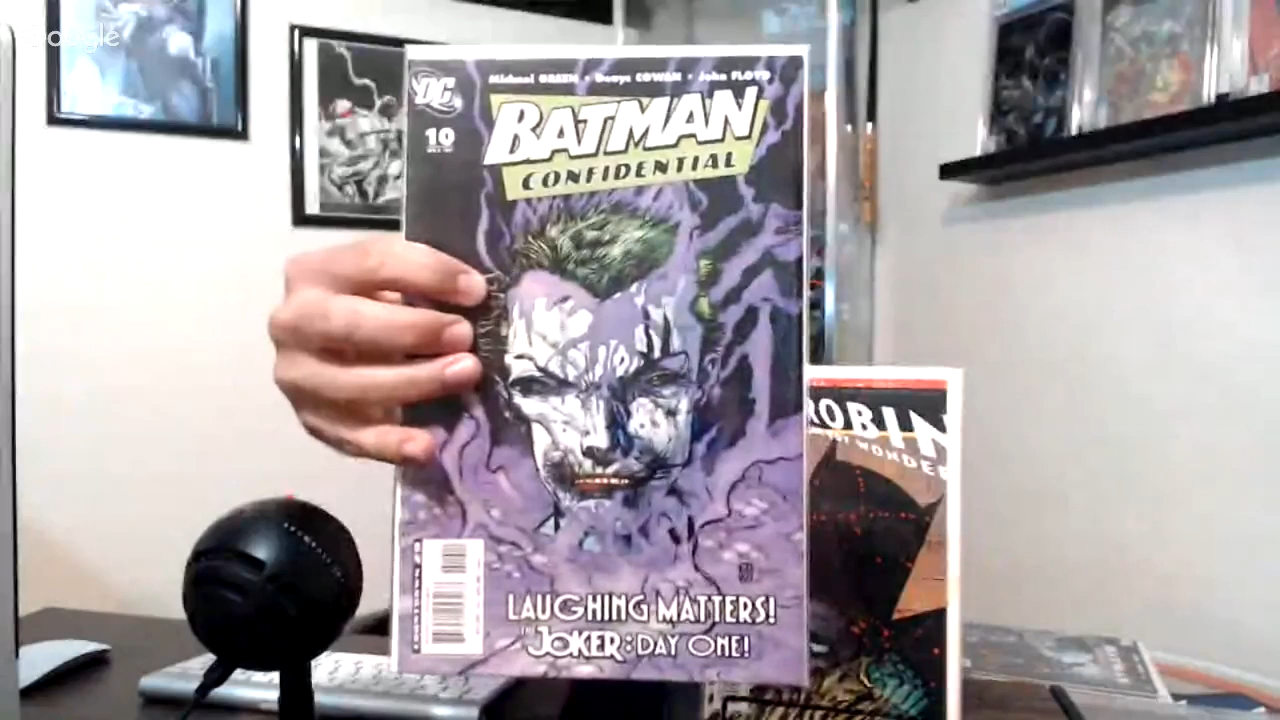 Google
DC
10
Michael GREEN • Denys COWAN • John FLOYD
BATMAN
CONFIDENTIAL
LAUGHING MATTERS!
JOKER: DAY ONE!
ROBIN
WONDER